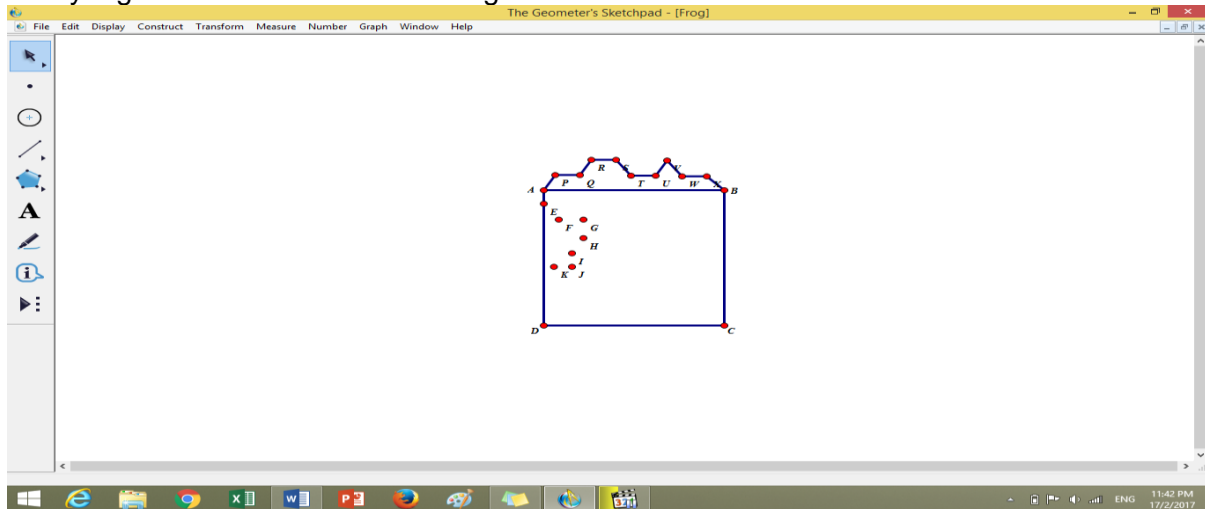 The Geometer's Sketchpad - [Frog]
File Edit Display Construct Transform Measure Number Graph Window Help
R S V
P Q T U W X
A B
E
F G
H
I
K J
D C
A
ENG 11:42 PM
17/2/2017